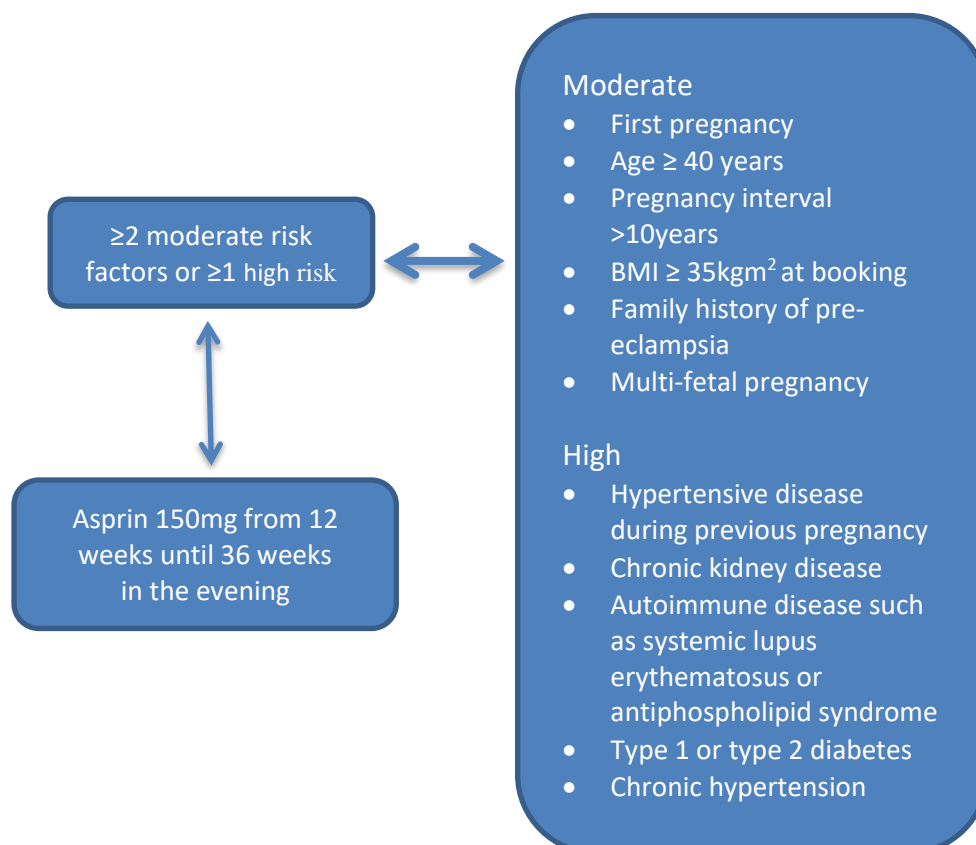 ≥2 moderate risk
factors or ≥1 high risk
Asprin 150mg from 12
weeks until 36 weeks
in the evening
Moderate
• First pregnancy
• Age ≥ 40 years
• Pregnancy interval
>10years
• BMI ≥ 35kgm² at booking
• Family history of pre-
eclampsia
• Multi-fetal pregnancy
High
• Hypertensive disease
during previous pregnancy
• Chronic kidney disease
• Autoimmune disease such
as systemic lupus
erythematosus or
antiphospholipid syndrome
• Type 1 or type 2 diabetes
• Chronic hypertension